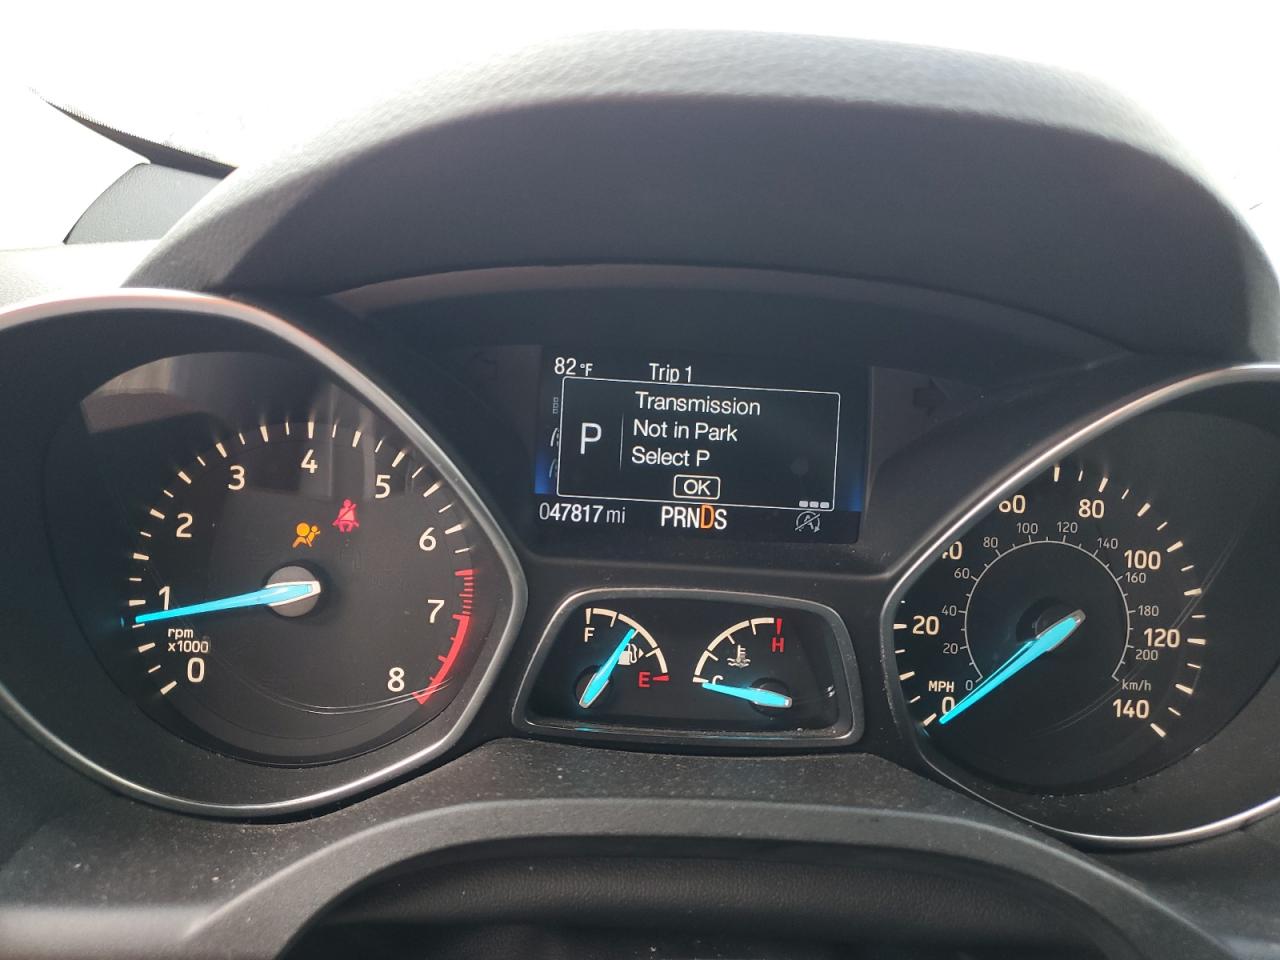 82 °F Trip 1
Transmission
P Not in Park
Select P
OK
047817 mi PRNDS
0 1 2 3 4 5 6 7 8
rpm
x1000
F E
H C
0 20 40 60 80 100 120 140
MPH
0 20 40 60 80 100 120 140 160 180 200
km/h